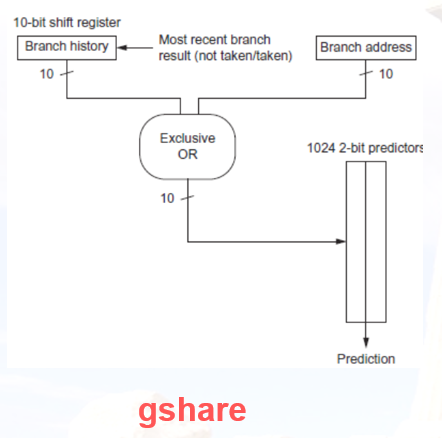 10-bit shift register
Branch history
Most recent branch
result (not taken/taken)
Branch address
10
10
Exclusive
OR
1024 2-bit predictors
10
Prediction
gshare